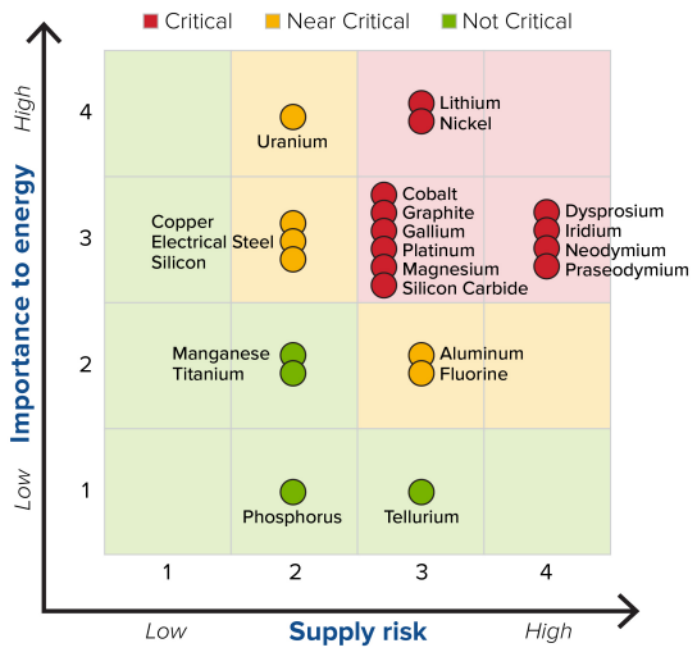 Critical
Near Critical
Not Critical
Importance to energy
High
Low
4
Uranium
Lithium
Nickel
3
Copper
Electrical Steel
Silicon
Cobalt
Graphite
Gallium
Platinum
Magnesium
Silicon Carbide
Dysprosium
Iridium
Neodymium
Praseodymium
2
Manganese
Titanium
Aluminum
Fluorine
1
Phosphorus
Tellurium
1
2
3
4
Low
Supply risk
High